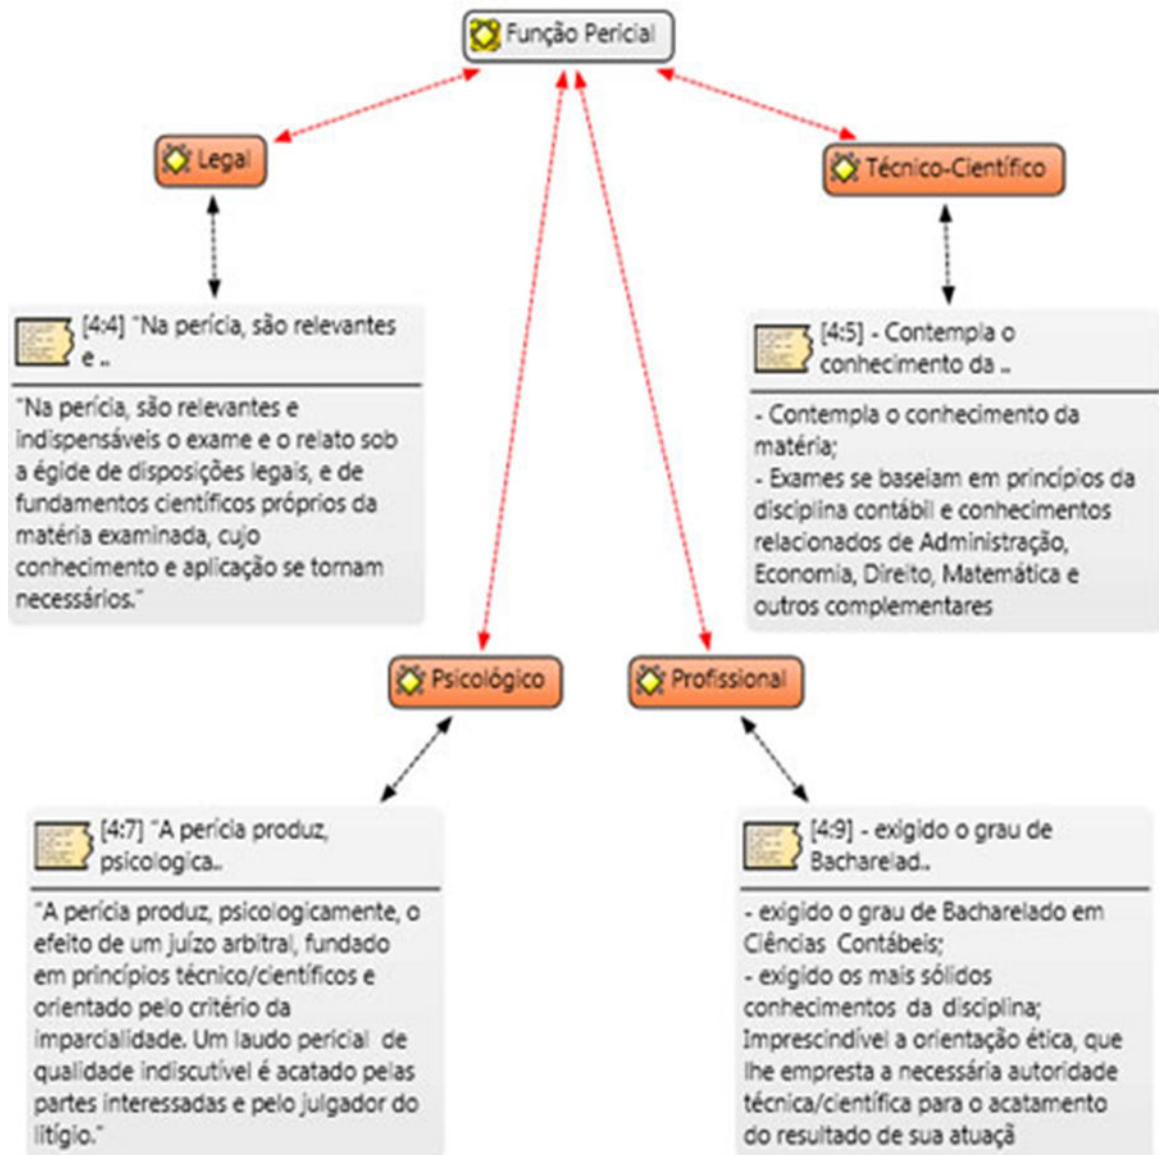 Função Pericial
Legal
Técnico-Científico
[4:4] "Na perícia, são relevantes
e ..
"Na perícia, são relevantes e
indispensáveis o exame e o relato sob
a égide de disposições legais, e de
fundamentos científicos próprios da
matéria examinada, cujo
conhecimento e aplicação se tornam
necessários."
[4:5] - Contempla o
conhecimento da ..
- Contempla o conhecimento da
matéria;
- Exames se baseiam em princípios da
disciplina contábil e conhecimentos
relacionados de Administração,
Economia, Direito, Matemática e
outros complementares
Psicológico
Profissional
[4:7] "A perícia produz,
psicologica..
"A perícia produz, psicologicamente, o
efeito de um juízo arbitral, fundado
em princípios técnico/científicos e
orientado pelo critério da
imparcialidade. Um laudo pericial de
qualidade indiscutível é acatado pelas
partes interessadas e pelo julgador do
litígio."
[4:9] - exigido o grau de
Bacharelad..
- exigido o grau de Bacharelado em
Ciências Contábeis;
- exigido os mais sólidos
conhecimentos da disciplina;
Imprescindível a orientação ética, que
lhe empresta a necessária autoridade
técnica/científica para o acatamento
do resultado de sua atuaçã